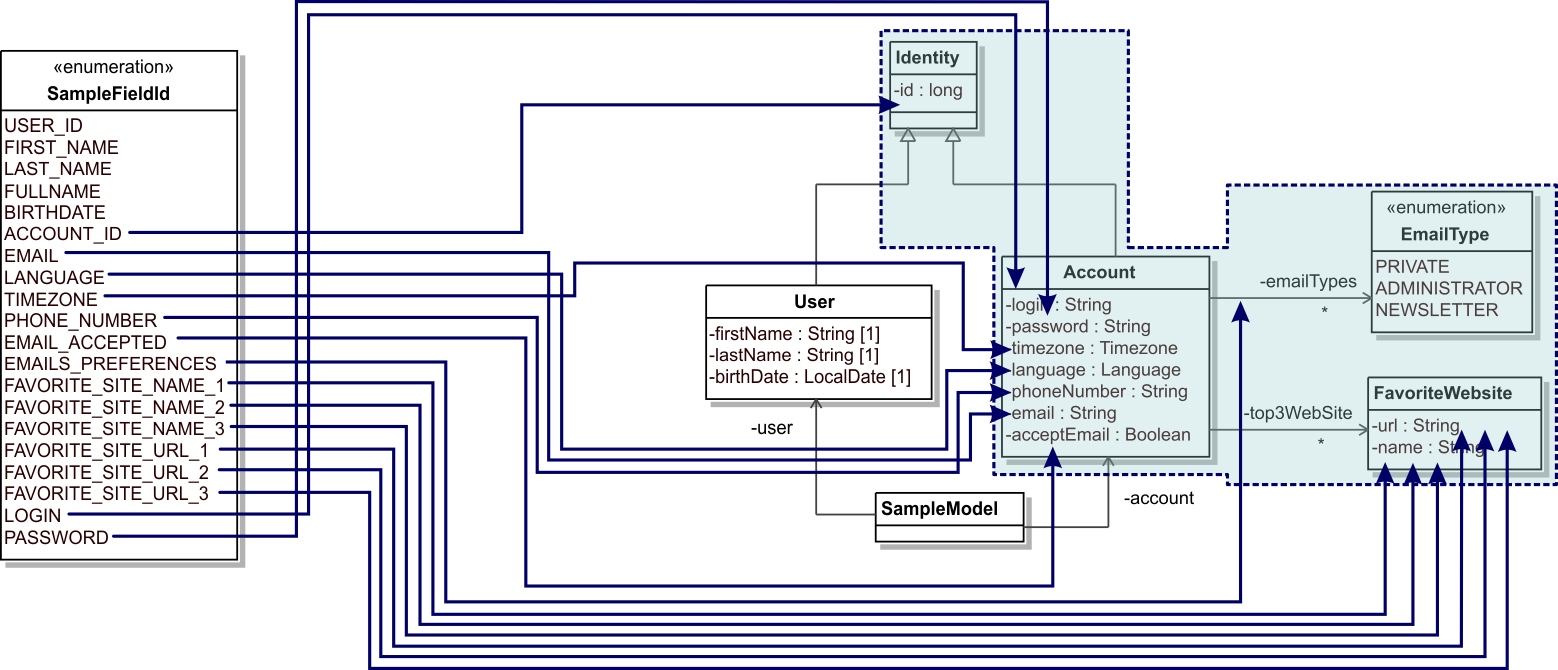 «enumeration»
SampleFieldId
USER_ID
FIRST_NAME
LAST_NAME
FULLNAME
BIRTHDATE
ACCOUNT_ID
EMAIL
LANGUAGE
TIMEZONE
PHONE_NUMBER
EMAIL_ACCEPTED
EMAILS_PREFERENCES
FAVORITE_SITE_NAME_1
FAVORITE_SITE_NAME_2
FAVORITE_SITE_NAME_3
FAVORITE_SITE_URL_1
FAVORITE_SITE_URL_2
FAVORITE_SITE_URL_3
LOGIN
PASSWORD
Identity
-id : long
User
-firstName : String [1]
-lastName : String [1]
-birthDate : LocalDate [1]
-user
SampleModel
-account
Account
-login : String
-password : String
-timezone : Timezone
-language : Language
-phoneNumber : String
-email : String
-acceptEmail : Boolean
-emailTypes
*
«enumeration»
EmailType
PRIVATE
ADMINISTRATOR
NEWSLETTER
-top3WebSite
*
FavoriteWebsite
-url : String
-name : String